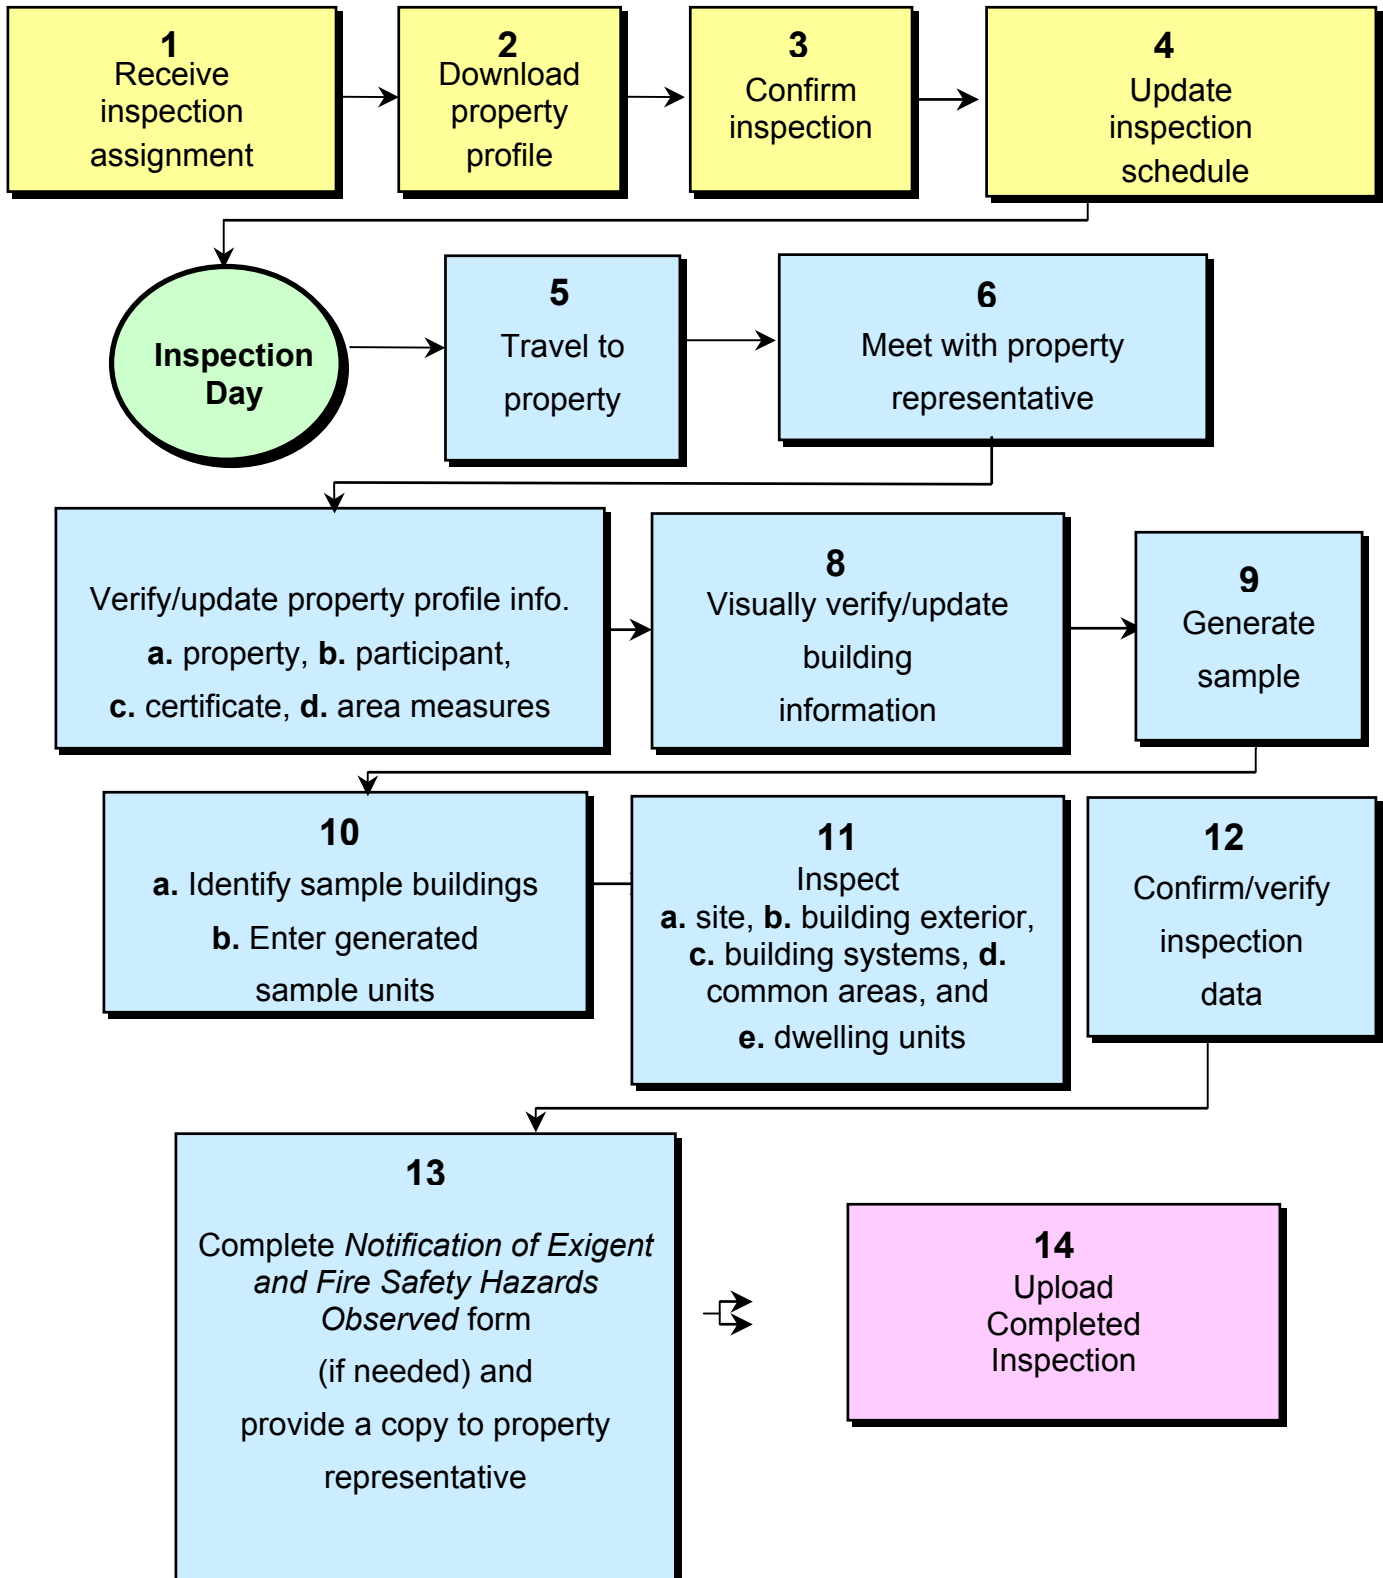 1
Receive
inspection
assignment
2
Download
property
profile
3
Confirm
inspection
4
Update
inspection
schedule
Inspection
Day
5
Travel to
property
6
Meet with property
representative
Verify/update property profile info.
a. property, b. participant,
c. certificate, d. area measures
8
Visually verify/update
building
information
9
Generate
sample
10
a. Identify sample buildings
b. Enter generated
sample units
11
Inspect
a. site, b. building exterior,
c. building systems, d.
common areas, and
e. dwelling units
12
Confirm/verify
inspection
data
13
Complete Notification of Exigent
and Fire Safety Hazards
Observed form
(if needed) and
provide a copy to property
representative
14
Upload
Completed
Inspection